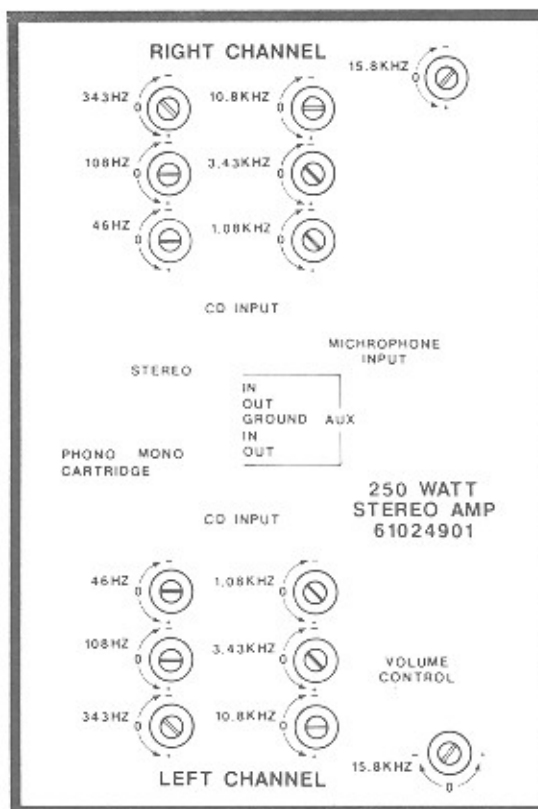 RIGHT CHANNEL
15.8KHZ
343HZ 10.8KHZ
108HZ 3.43KHZ
46HZ 1.08KHZ
CD INPUT
MICHROPHONE
INPUT
STEREO
IN
OUT
GROUND AUX
IN
OUT
PHONO MONO
CARTRIDGE
250 WATT
STEREO AMP
61024901
CD INPUT
46HZ 1.08KHZ
108HZ 3.43KHZ
VOLUME
CONTROL
343HZ 10.8KHZ
15.8KHZ
LEFT CHANNEL